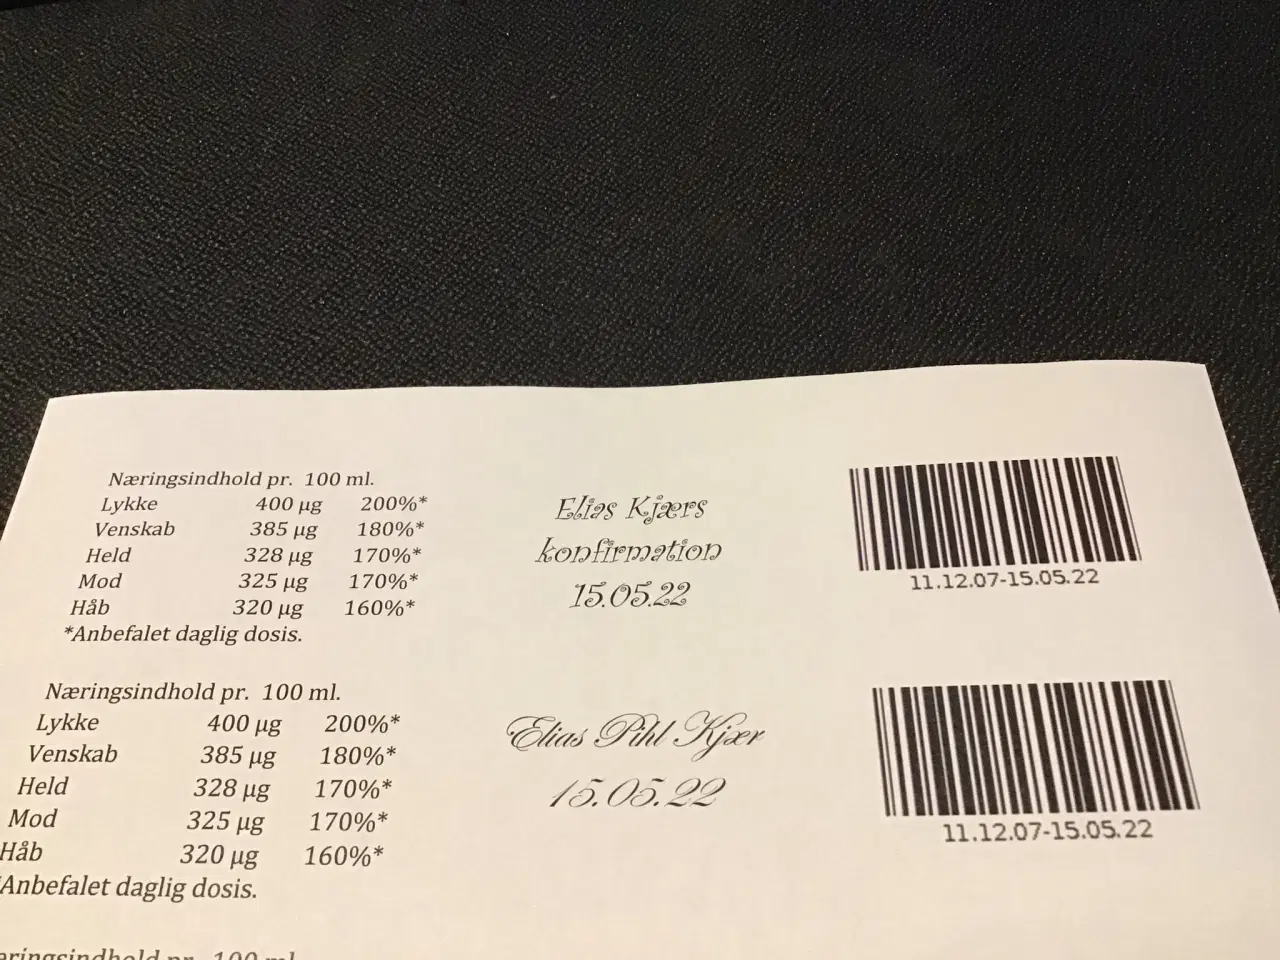 Næringsindhold pr. 100 ml.
Lykke 400 µg 200%*
Venskab 385 µg 180%*
Held 328 µg 170%*
Mod 325 µg 170%*
Håb 320 µg 160%*
*Anbefalet daglig dosis.
Elias Kjærs
konfirmation
15.05.22
11.12.07-15.05.22
Næringsindhold pr. 100 ml.
Lykke 400 µg 200%*
Venskab 385 µg 180%*
Held 328 µg 170%*
Mod 325 µg 170%*
Håb 320 µg 160%*
*Anbefalet daglig dosis.
Elias Pihl Kjær
15.05.22
11.12.07-15.05.22
æringsindhold pr. 100 ml.